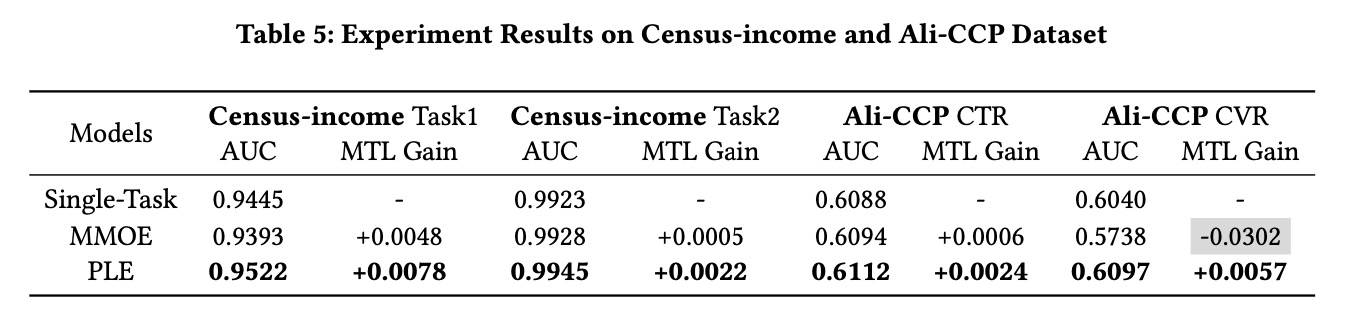 Table 5: Experiment Results on Census-income and Ali-CCP Dataset
Models Census-income Task1 Census-income Task2 Ali-CCP CTR Ali-CCP CVR
AUC MTL Gain AUC MTL Gain AUC MTL Gain AUC MTL Gain
Single-Task 0.9445 - 0.9923 - 0.6088 - 0.6040 -
MMOE 0.9393 +0.0048 0.9928 +0.0005 0.6094 +0.0006 0.5738 -0.0302
PLE 0.9522 +0.0078 0.9945 +0.0022 0.6112 +0.0024 0.6097 +0.0057